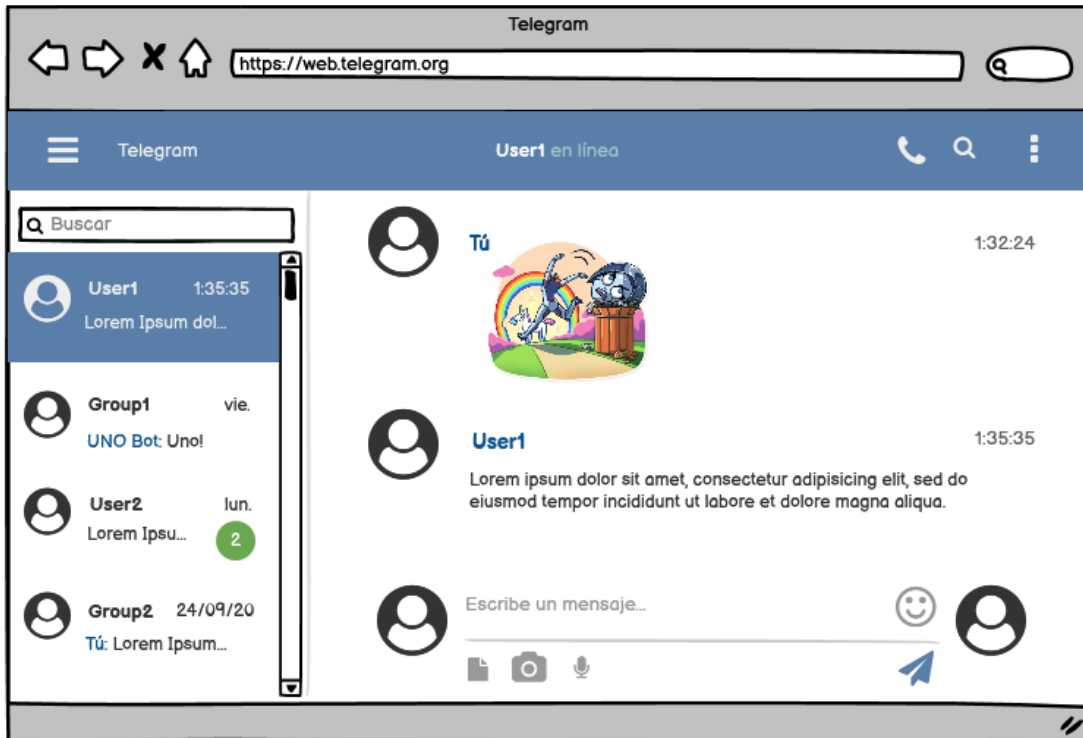 Telegram
https://web.telegram.org
Telegram
User1 en línea
Buscar
User1 1:35:35
Lorem Ipsum dol...
Group1 vie.
UNO Bot: Uno!
User2 lun.
Lorem Ipsu... 2
Group2 24/09/20
Tú: Lorem Ipsum...
Tú 1:32:24
User1 1:35:35
Lorem ipsum dolor sit amet, consectetur adipisicing elit, sed do
eiusmod tempor incididunt ut labore et dolore magna aliqua.
Escribe un mensaje...